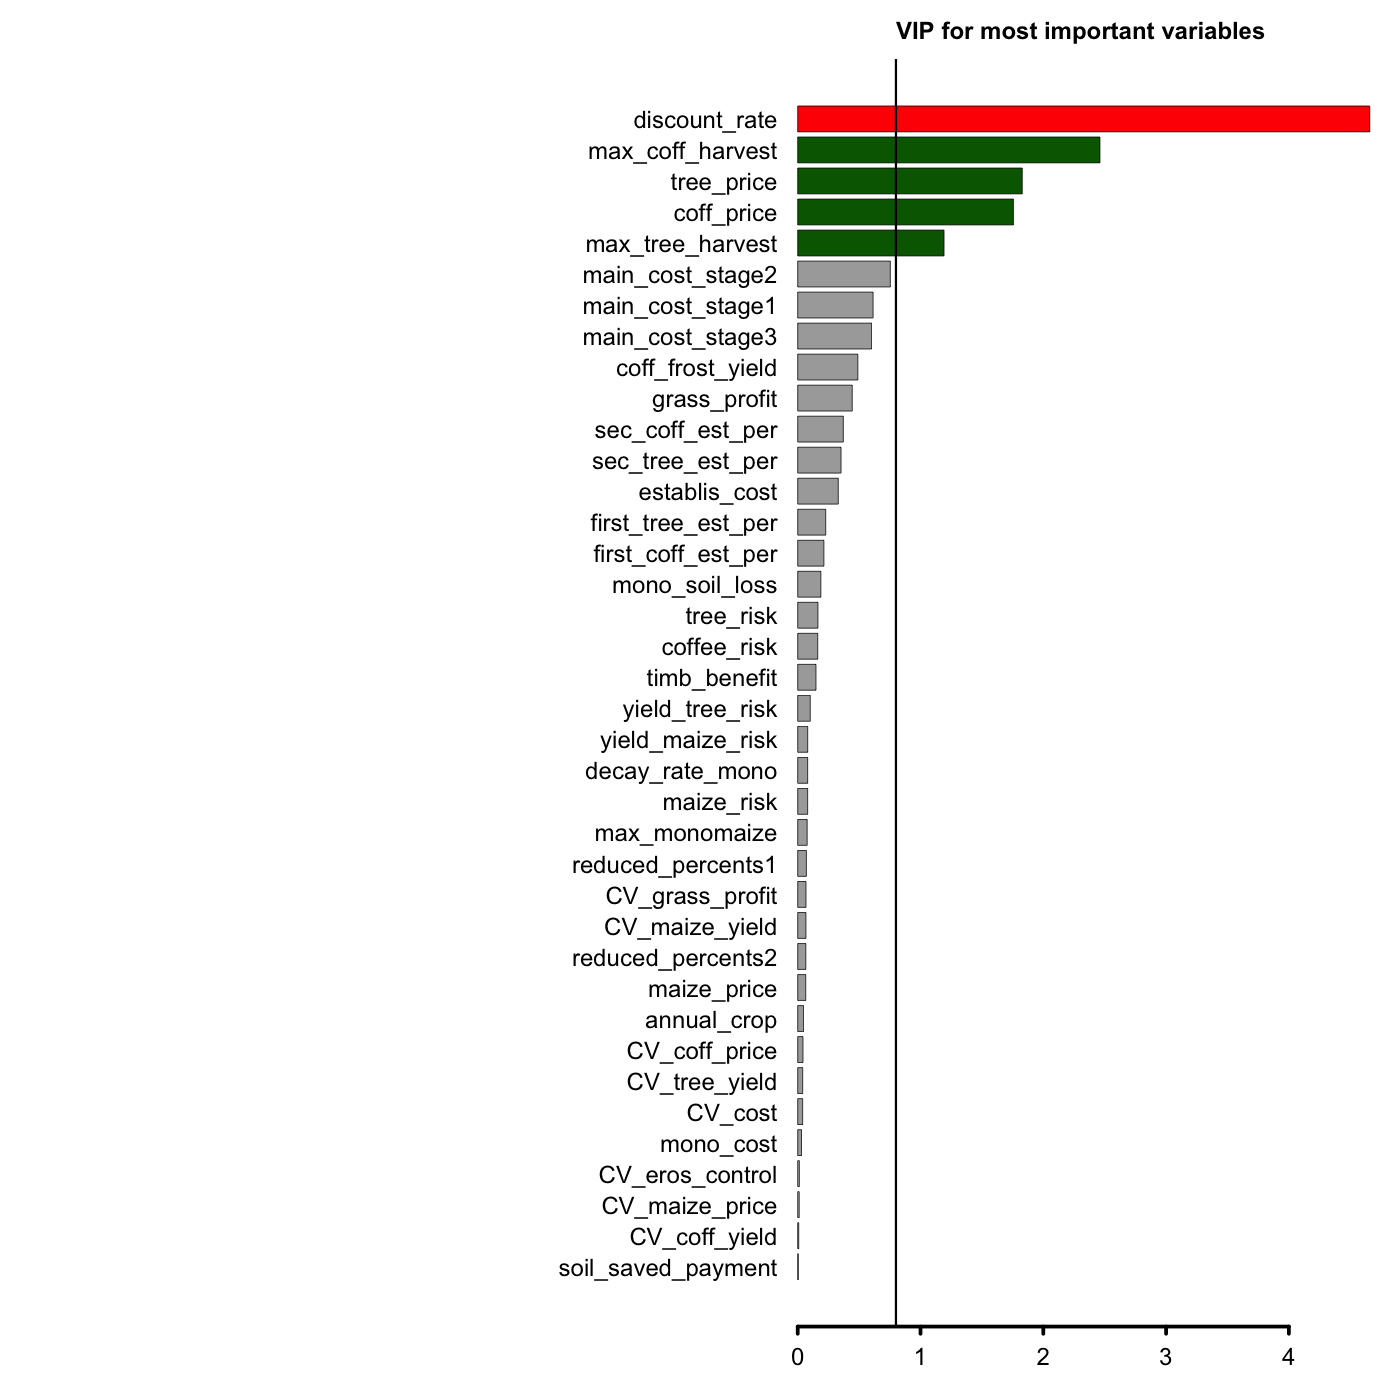 VIP for most important variables
discount_rate
max_coff_harvest
tree_price
coff_price
max_tree_harvest
main_cost_stage2
main_cost_stage1
main_cost_stage3
coff_frost_yield
grass_profit
sec_coff_est_per
sec_tree_est_per
establis_cost
first_tree_est_per
first_coff_est_per
mono_soil_loss
tree_risk
coffee_risk
timb_benefit
yield_tree_risk
yield_maize_risk
decay_rate_mono
maize_risk
max_monomaize
reduced_percents1
CV_grass_profit
CV_maize_yield
reduced_percents2
maize_price
annual_crop
CV_coff_price
CV_tree_yield
CV_cost
mono_cost
CV_eros_control
CV_maize_price
CV_coff_yield
soil_saved_payment
0 1 2 3 4